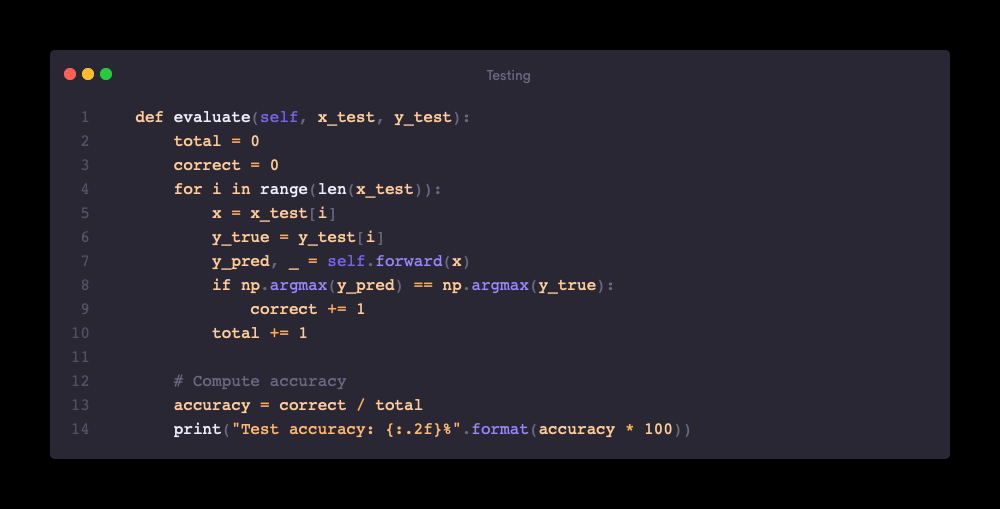 Testing
1    def evaluate(self, x_test, y_test):
2        total = 0
3        correct = 0
4        for i in range(len(x_test)):
5            x = x_test[i]
6            y_true = y_test[i]
7            y_pred, _ = self.forward(x)
8            if np.argmax(y_pred) == np.argmax(y_true):
9                correct += 1
10            total += 1
11
12        # Compute accuracy
13        accuracy = correct / total
14        print("Test accuracy: {:.2f}%".format(accuracy * 100))